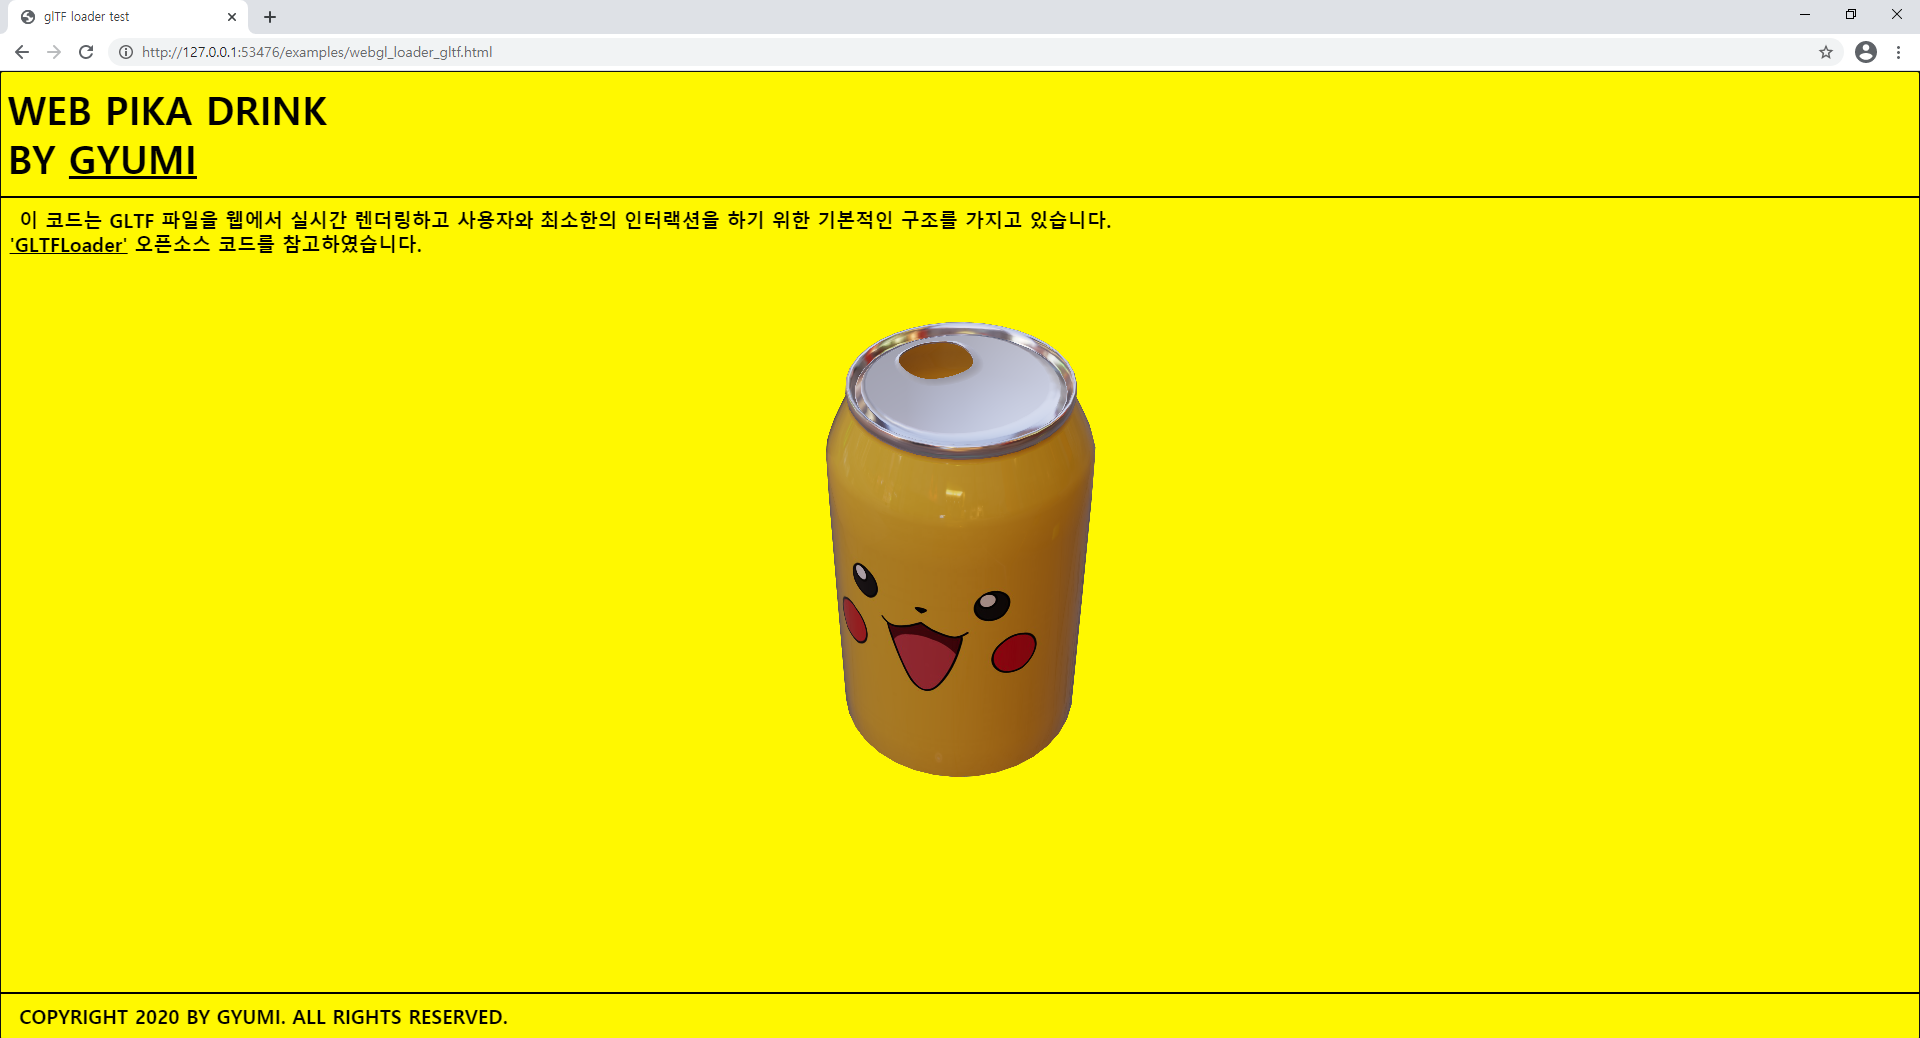 glTF loader test
http://127.0.0.1:53476/examples/webgl_loader_gltf.html
WEB PIKA DRINK
BY GYUMI
이 코드는 GLTF 파일을 웹에서 실시간 렌더링하고 사용자와 최소한의 인터랙션을 하기 위한 기본적인 구조를 가지고 있습니다.
'GLTFLoader' 오픈소스 코드를 참고하였습니다.
COPYRIGHT 2020 BY GYUMI. ALL RIGHTS RESERVED.